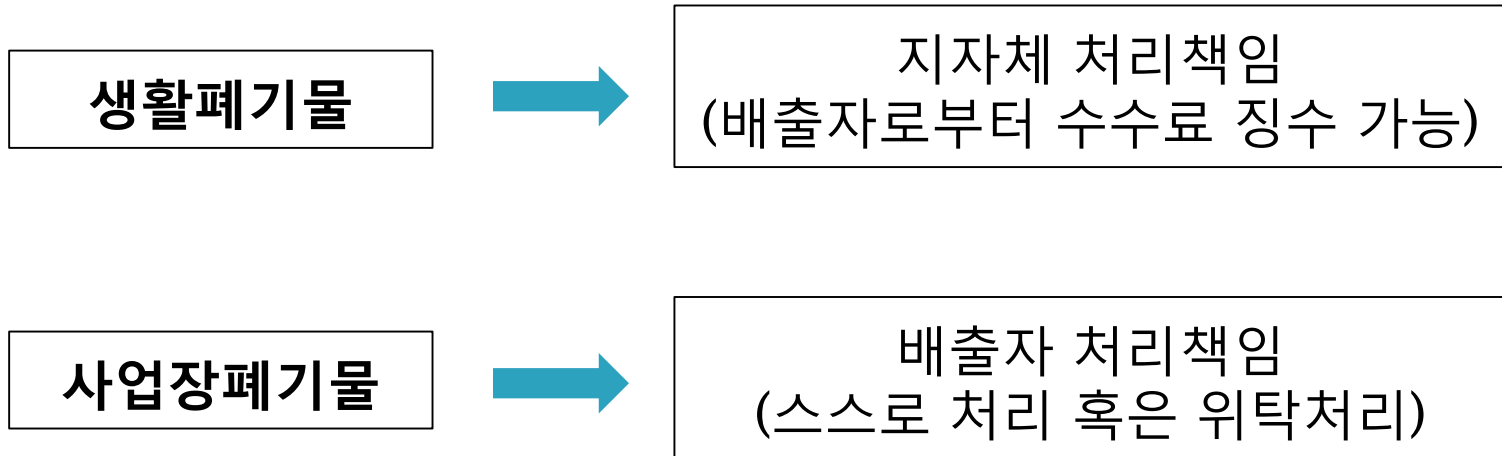 생활폐기물
지자체 처리책임
(배출자로부터 수수료 징수 가능)
사업장폐기물
배출자 처리책임
(스스로 처리 혹은 위탁처리)